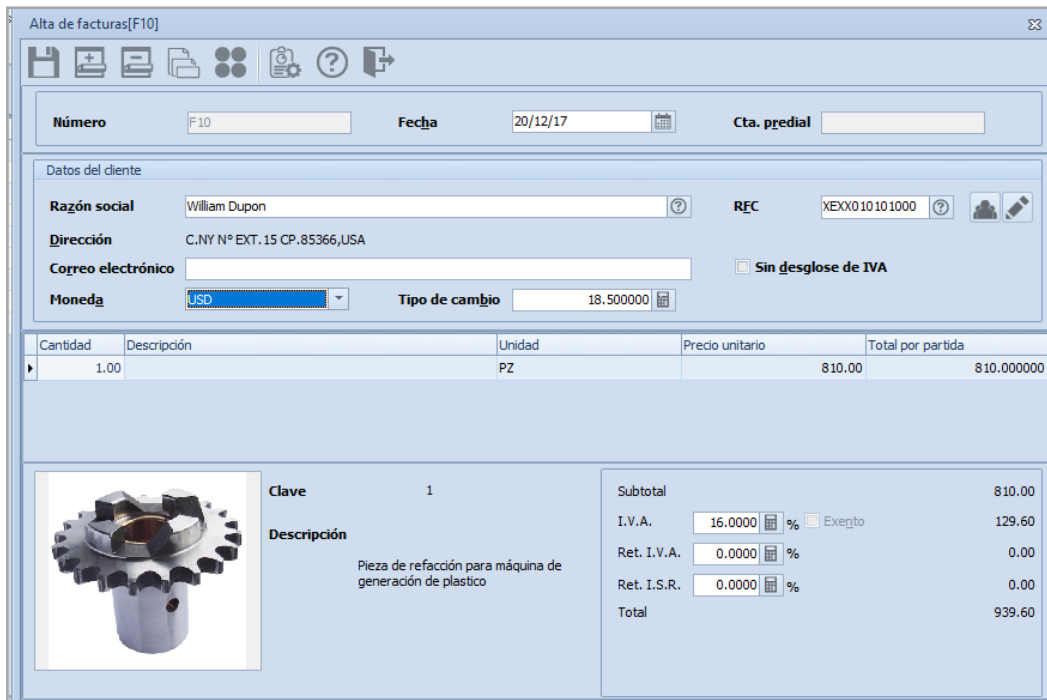 Alta de facturas[F10]
Número F10 Fecha 20/12/17 Cta. predial
Datos del cliente
Razón social William Dupon RFC XEXX010101000
Dirección C.NY Nº EXT.15 CP.85366,USA
Correo electrónico Sin desglose de IVA
Moneda USD Tipo de cambio 18.500000
Cantidad Descripción Unidad Precio unitario Total por partida
1.00 PZ 810.00 810.000000
Clave 1
Descripción
Pieza de refacción para máquina de
generación de plastico
Subtotal 810.00
I.V.A. 16.0000 % Exento 129.60
Ret. I.V.A. 0.0000 % 0.00
Ret. I.S.R. 0.0000 % 0.00
Total 939.60